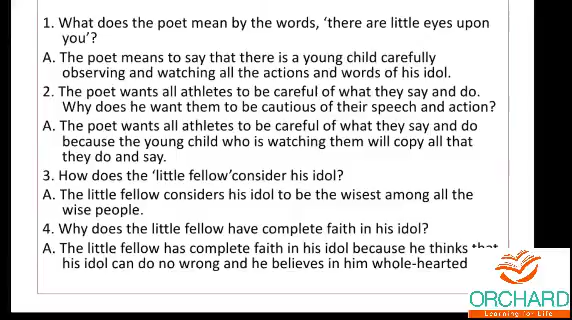 1. What does the poet mean by the words, ‘there are little eyes upon
you’?
A. The poet means to say that there is a young child carefully
observing and watching all the actions and words of his idol.
2. The poet wants all athletes to be careful of what they say and do.
Why does he want them to be cautious of their speech and action?
A. The poet wants all athletes to be careful of what they say and do
because the young child who is watching them will copy all that
they do and say.
3. How does the ‘little fellow’consider his idol?
A. The little fellow considers his idol to be the wisest among all the
wise people.
4. Why does the little fellow have complete faith in his idol?
A. The little fellow has complete faith in his idol because he thinks that
his idol can do no wrong and he believes in him whole-hearted
ORCHARD
Learning for Life